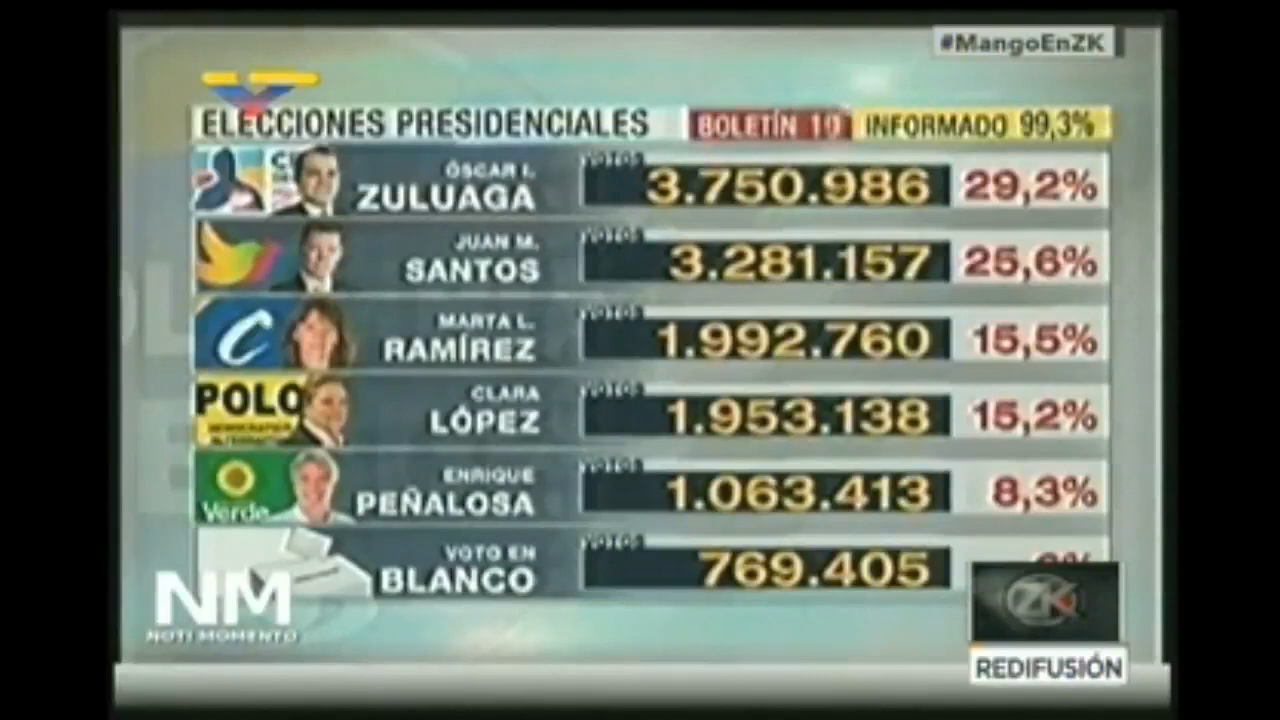 #MangoEnZK
ELECCIONES PRESIDENCIALES BOLETÍN 19 INFORMADO 99,3%
ÓSCAR I. ZULUAGA VOTOS 3.750.986 29,2%
JUAN M. SANTOS VOTOS 3.281.157 25,6%
MARTA L. RAMÍREZ VOTOS 1.992.760 15,5%
POLO CLARA LÓPEZ VOTOS 1.953.138 15,2%
Verde ENRIQUE PEÑALOSA VOTOS 1.063.413 8,3%
VOTO EN BLANCO VOTOS 769.405
NM
NOTI MOMENTO
ZK
REDIFUSIÓN